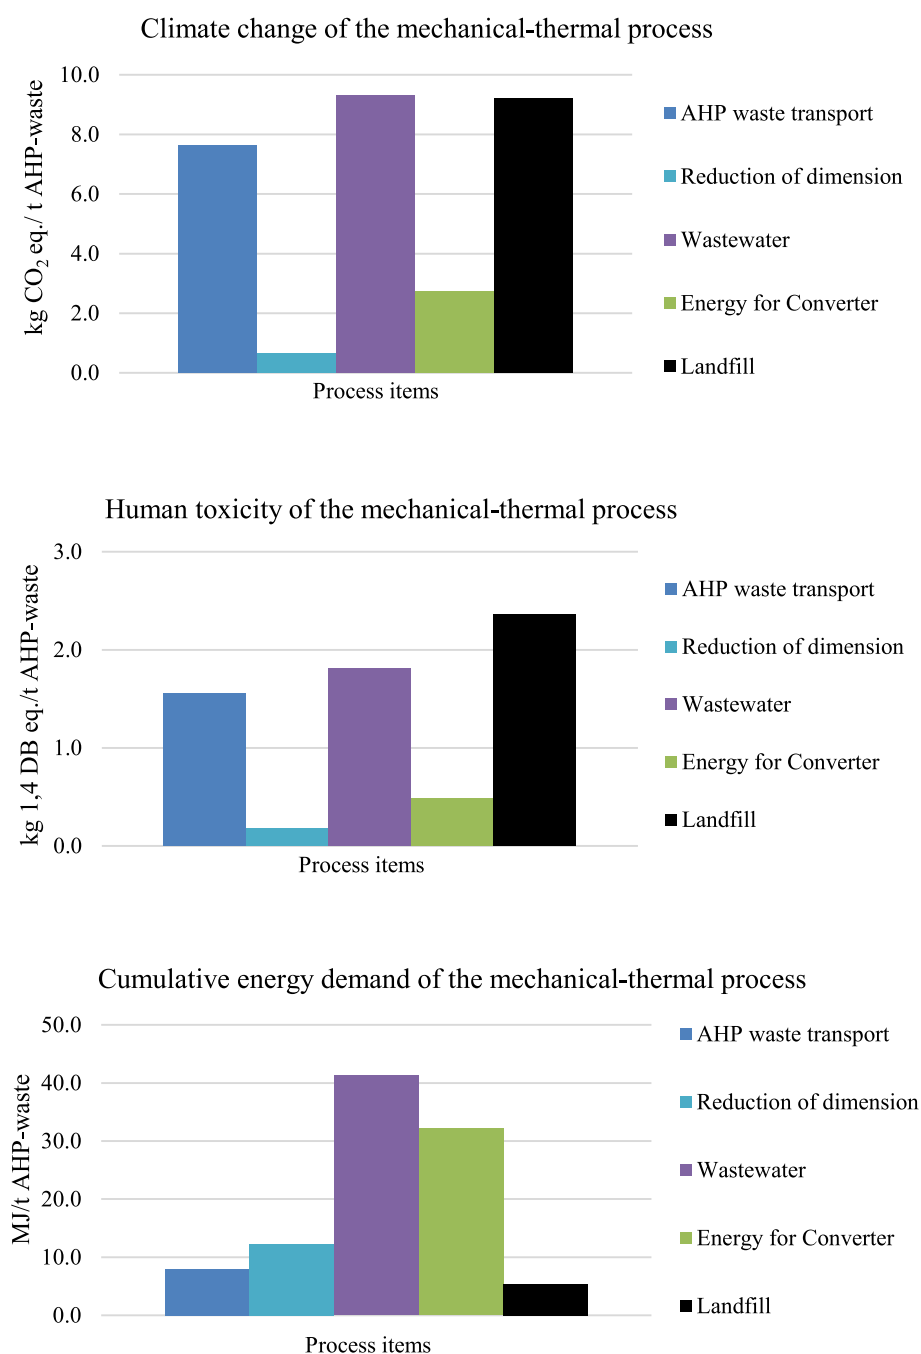 Climate change of the mechanical-thermal process
kg CO₂ eq./ t AHP-waste
10.0
8.0
6.0
4.0
2.0
0.0
Process items
AHP waste transport
Reduction of dimension
Wastewater
Energy for Converter
Landfill
Human toxicity of the mechanical-thermal process
kg 1,4 DB eq./t AHP-waste
3.0
2.0
1.0
0.0
Process items
AHP waste transport
Reduction of dimension
Wastewater
Energy for Converter
Landfill
Cumulative energy demand of the mechanical-thermal process
MJ/t AHP-waste
50.0
40.0
30.0
20.0
10.0
0.0
Process items
AHP waste transport
Reduction of dimension
Wastewater
Energy for Converter
Landfill